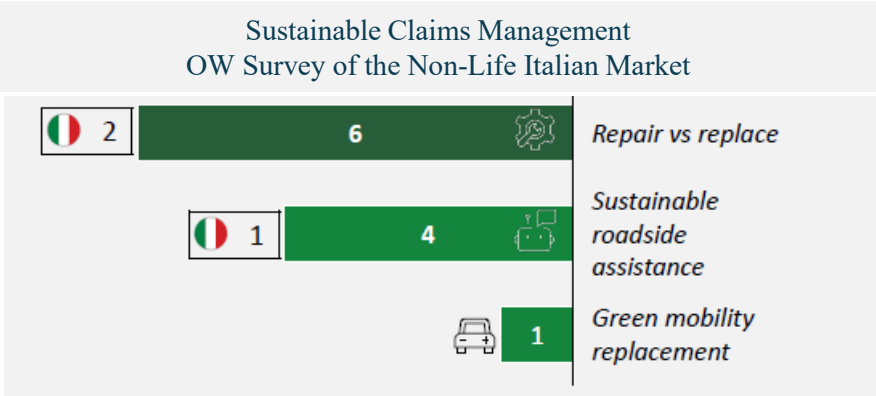 Sustainable Claims Management
OW Survey of the Non-Life Italian Market
2
6
Repair vs replace
1
4
Sustainable
roadside
assistance
1
Green mobility
replacement